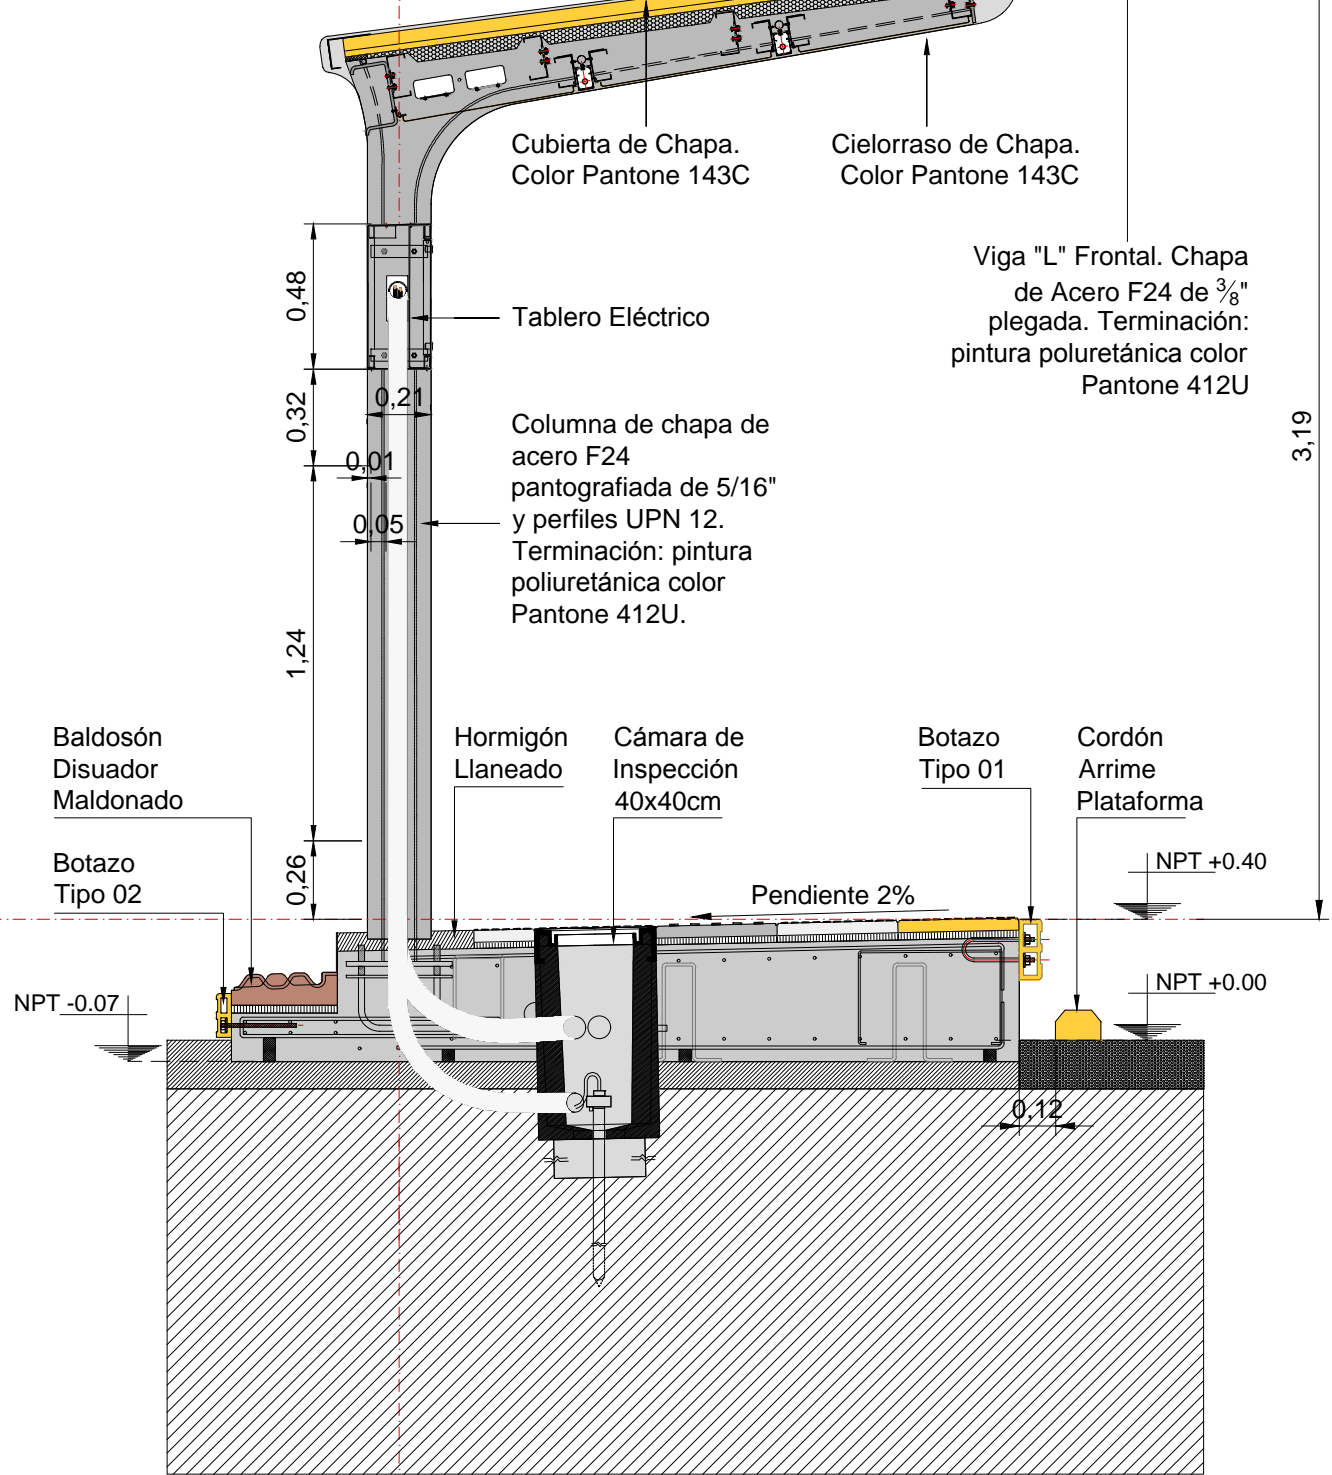 Cubierta de Chapa.
Color Pantone 143C
Cielorraso de Chapa.
Color Pantone 143C
Viga "L" Frontal. Chapa
de Acero F24 de 3/8"
plegada. Terminación:
pintura poluretánica color
Pantone 412U
0,48
Tablero Eléctrico
0,32
0,21
3,19
Columna de chapa de
acero F24
pantografiada de 5/16"
y perfiles UPN 12.
Terminación: pintura
poliuretánica color
Pantone 412U.
0,01
0,05
1,24
Baldosón
Disuador
Maldonado
Hormigón
Llaneado
Cámara de
Inspección
40x40cm
Botazo
Tipo 01
Cordón
Arrime
Plataforma
Botazo
Tipo 02
0,26
Pendiente 2%
NPT +0.40
NPT -0.07
NPT +0.00
0,12